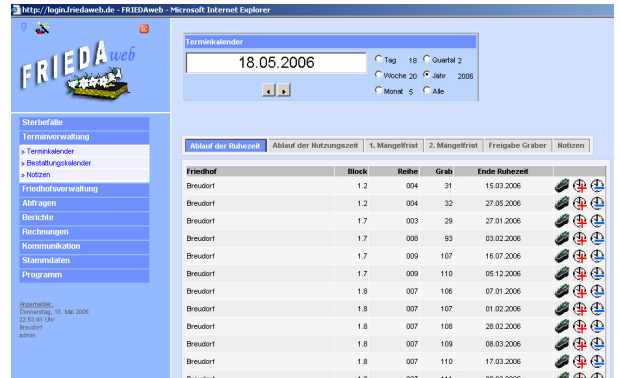 http://login.friedaweb.de - FRIEDAweb - Microsoft Internet Explorer
FRIEDA web
Terminkalender
18.05.2006
Tag 18 Quartal 2
Woche 20 Jahr 2006
Monat 5 Alle
Sterbefälle
Terminverwaltung
» Terminkalender
» Bestattungskalender
» Notizen
Friedhofsverwaltung
Abfragen
Berichte
Rechnungen
Kommunikation
Stammdaten
Programm
Angemeldet:
Donnerstag, 18. Mai 2006
22:53:41 Uhr
Breudorf
admin
Ablauf der Ruhezeit Ablauf der Nutzungszeit 1. Mangelfrist 2. Mangelfrist Freigabe Gräber Notizen
Friedhof Block Reihe Grab Ende Ruhezeit
Breudorf 1.2 004 31 15.03.2006
Breudorf 1.2 004 32 27.05.2006
Breudorf 1.7 003 29 27.01.2006
Breudorf 1.7 008 93 03.02.2006
Breudorf 1.7 009 107 16.07.2006
Breudorf 1.7 009 110 05.12.2006
Breudorf 1.8 007 106 07.01.2006
Breudorf 1.8 007 107 01.02.2006
Breudorf 1.8 007 108 28.02.2006
Breudorf 1.8 007 109 08.03.2006
Breudorf 1.8 007 110 17.03.2006